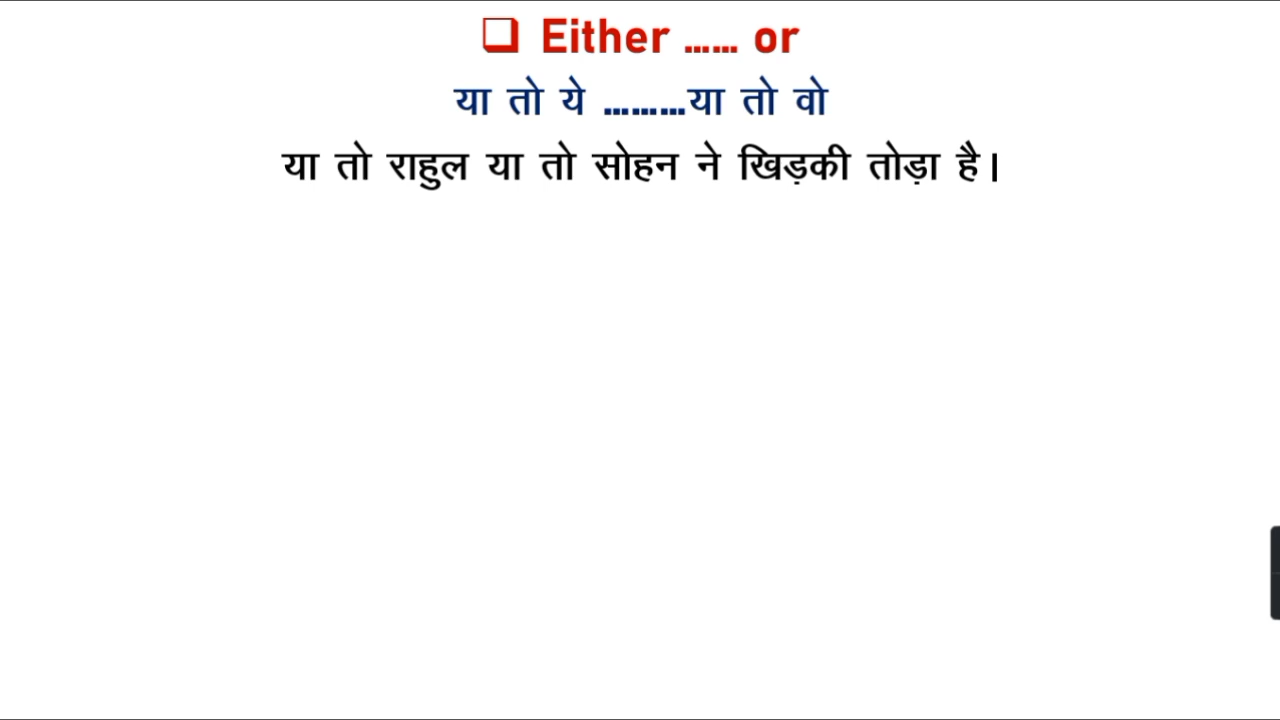 ❑ Either ...... or
या तो ये .........या तो वो
या तो राहुल या तो सोहन ने खिड़की तोड़ा है।